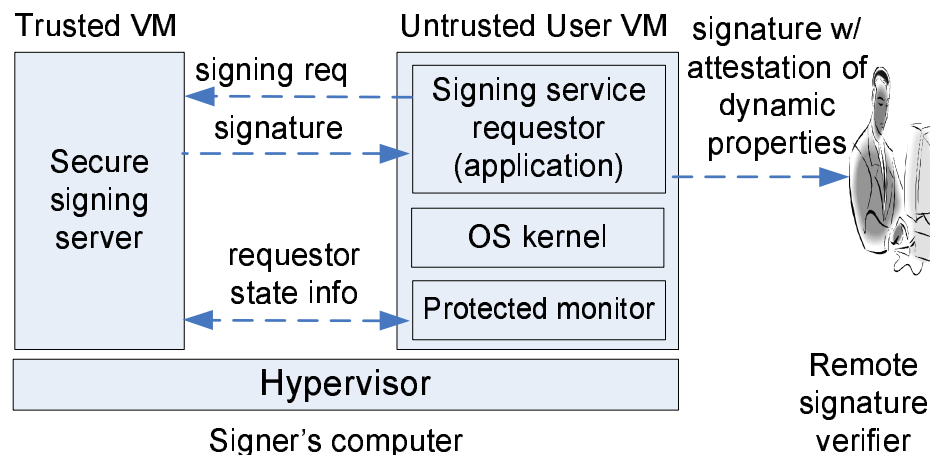 Trusted VM
Untrusted User VM
signature w/
attestation of
dynamic
properties
signing req
signature
Secure
signing
server
requestor
state info
Signing service
requestor
(application)
OS kernel
Protected monitor
Hypervisor
Signer's computer
Remote
signature
verifier